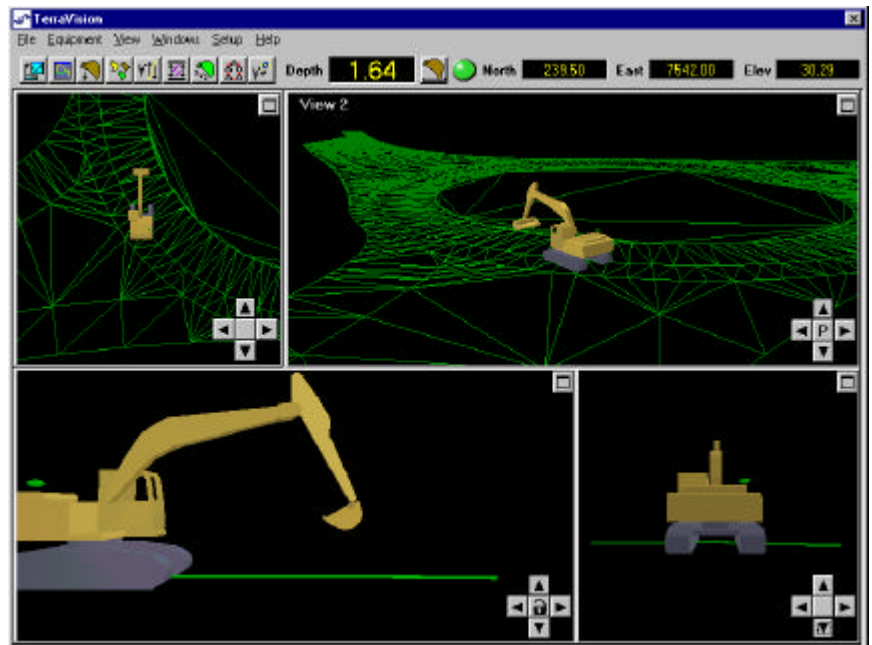 TerraVision
File Equipment View Windows Setup Help
Depth 1.64 North 239.50 East 7542.00 Elev 30.29
View 2
P